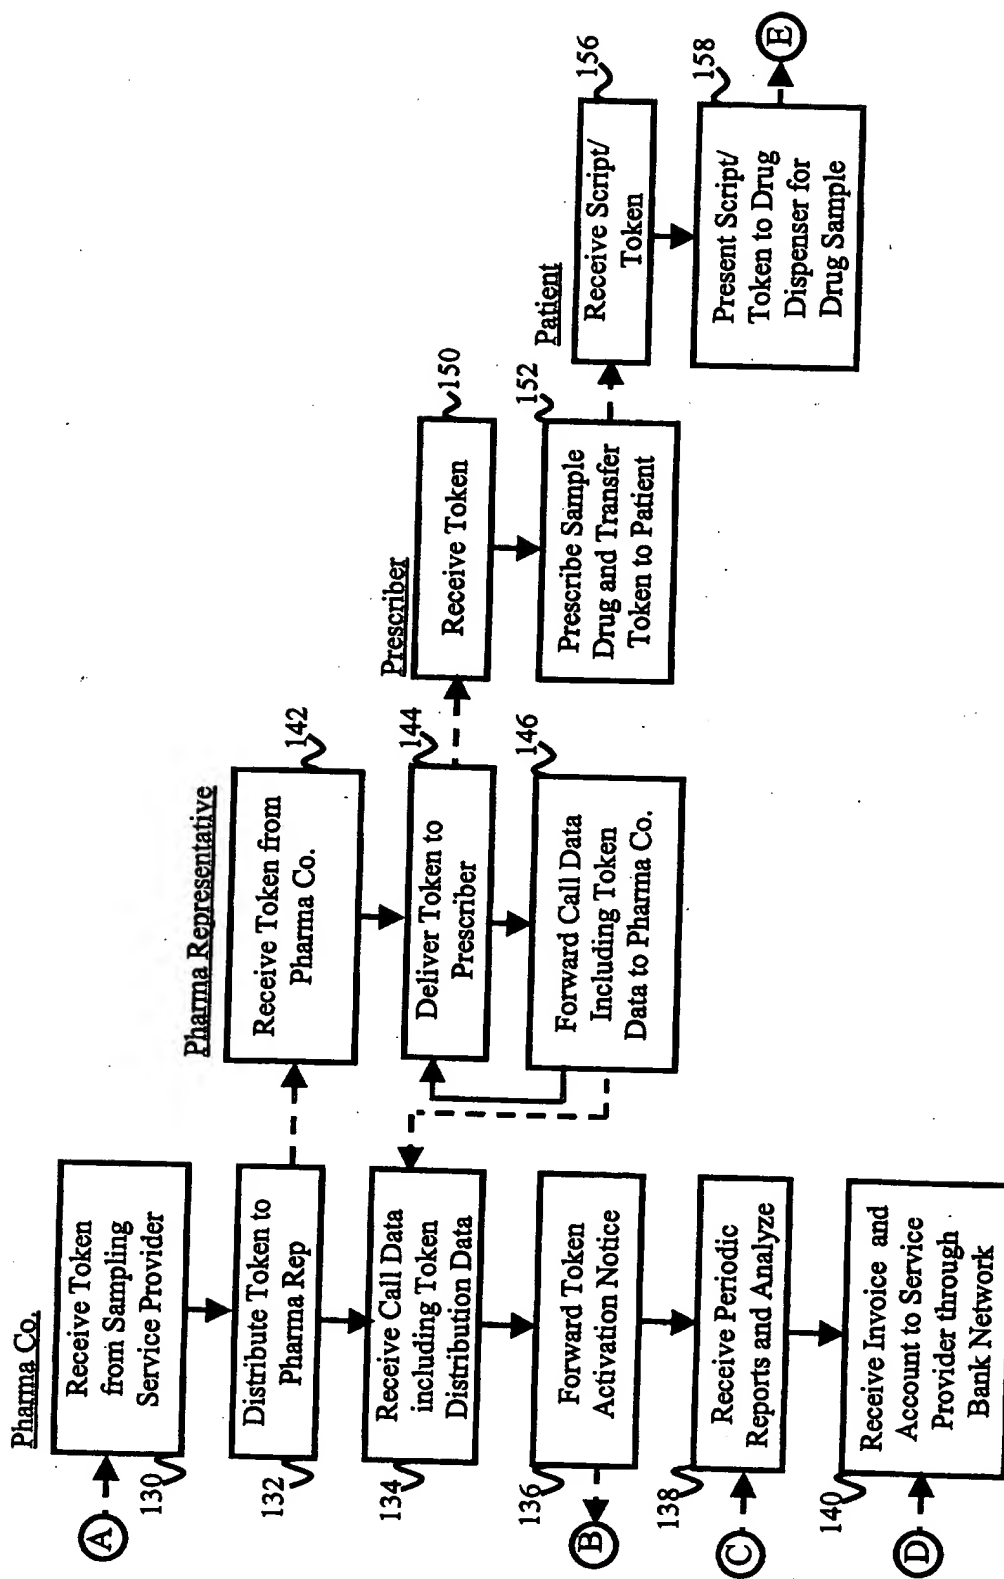 Pharma Co.
A
Receive Token
from Sampling
Service Provider
130
Distribute Token to
Pharma Rep
132
Receive Call Data
including Token
Distribution Data
134
Forward Token
Activation Notice
136
B
Receive Periodic
Reports and Analyze
138
C
Receive Invoice and
Account to Service
Provider through
Bank Network
140
D
Pharma Representative
Receive Token from
Pharma Co.
142
Deliver Token to
Prescriber
144
Forward Call Data
Including Token
Data to Pharma Co.
146
Prescriber
Receive Token
150
Prescribe Sample
Drug and Transfer
Token to Patient
152
Patient
Receive Script/
Token
156
Present Script/
Token to Drug
Dispenser for
Drug Sample
158
E